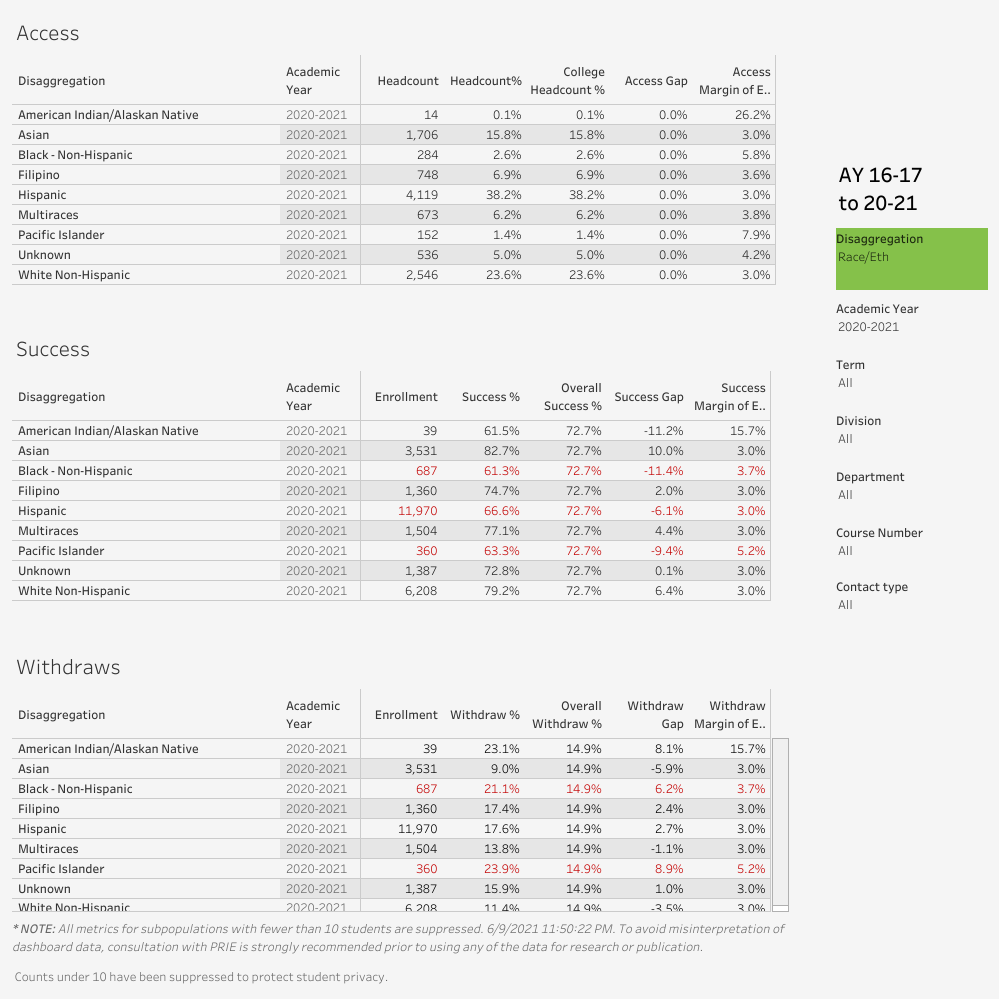 Access
Disaggregation Academic Year Headcount Headcount% College Headcount % Access Gap Access Margin of E..
American Indian/Alaskan Native 2020-2021 14 0.1% 0.1% 0.0% 26.2%
Asian 2020-2021 1,706 15.8% 15.8% 0.0% 3.0%
Black - Non-Hispanic 2020-2021 284 2.6% 2.6% 0.0% 5.8%
Filipino 2020-2021 748 6.9% 6.9% 0.0% 3.6%
Hispanic 2020-2021 4,119 38.2% 38.2% 0.0% 3.0%
Multiraces 2020-2021 673 6.2% 6.2% 0.0% 3.8%
Pacific Islander 2020-2021 152 1.4% 1.4% 0.0% 7.9%
Unknown 2020-2021 536 5.0% 5.0% 0.0% 4.2%
White Non-Hispanic 2020-2021 2,546 23.6% 23.6% 0.0% 3.0%
Success
Disaggregation Academic Year Enrollment Success % Overall Success % Success Gap Success Margin of E..
American Indian/Alaskan Native 2020-2021 39 61.5% 72.7% -11.2% 15.7%
Asian 2020-2021 3,531 82.7% 72.7% 10.0% 3.0%
Black - Non-Hispanic 2020-2021 687 61.3% 72.7% -11.4% 3.7%
Filipino 2020-2021 1,360 74.7% 72.7% 2.0% 3.0%
Hispanic 2020-2021 11,970 66.6% 72.7% -6.1% 3.0%
Multiraces 2020-2021 1,504 77.1% 72.7% 4.4% 3.0%
Pacific Islander 2020-2021 360 63.3% 72.7% -9.4% 5.2%
Unknown 2020-2021 1,387 72.8% 72.7% 0.1% 3.0%
White Non-Hispanic 2020-2021 6,208 79.2% 72.7% 6.4% 3.0%
Withdraws
Disaggregation Academic Year Enrollment Withdraw % Overall Withdraw % Withdraw Gap Withdraw Margin of E..
American Indian/Alaskan Native 2020-2021 39 23.1% 14.9% 8.1% 15.7%
Asian 2020-2021 3,531 9.0% 14.9% -5.9% 3.0%
Black - Non-Hispanic 2020-2021 687 21.1% 14.9% 6.2% 3.7%
Filipino 2020-2021 1,360 17.4% 14.9% 2.4% 3.0%
Hispanic 2020-2021 11,970 17.6% 14.9% 2.7% 3.0%
Multiraces 2020-2021 1,504 13.8% 14.9% -1.1% 3.0%
Pacific Islander 2020-2021 360 23.9% 14.9% 8.9% 5.2%
Unknown 2020-2021 1,387 15.9% 14.9% 1.0% 3.0%
White Non-Hispanic 2020-2021 6,208 11.4% 14.9% -3.5% 3.0%
* NOTE: All metrics for subpopulations with fewer than 10 students are suppressed. 6/9/2021 11:50:22 PM. To avoid misinterpretation of
dashboard data, consultation with PRIE is strongly recommended prior to using any of the data for research or publication.
Counts under 10 have been suppressed to protect student privacy.
AY 16-17
to 20-21
Disaggregation
Race/Eth
Academic Year
2020-2021
Term
All
Division
All
Department
All
Course Number
All
Contact type
All